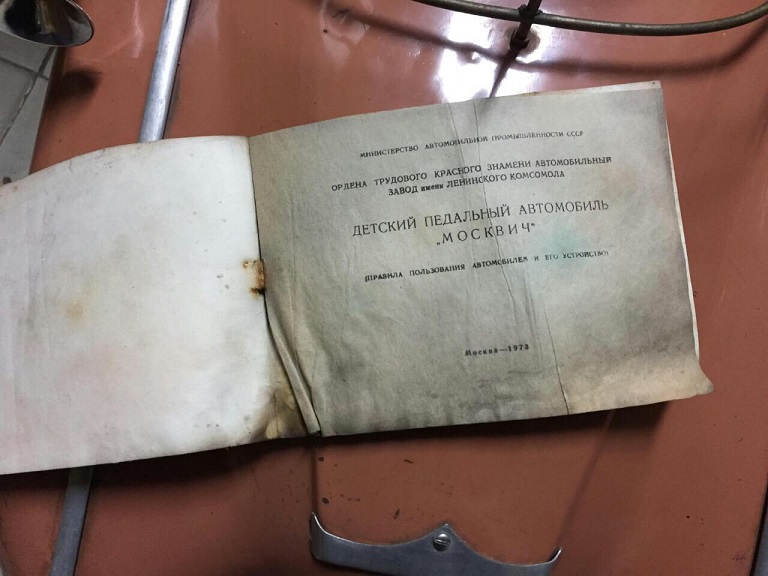 МИНИСТЕРСТВО АВТОМОБИЛЬНОЙ ПРОМЫШЛЕННОСТИ СССР
ОРДЕНА ТРУДОВОГО КРАСНОГО ЗНАМЕНИ АВТОМОБИЛЬНЫЙ
ЗАВОД имени ЛЕНИНСКОГО КОМСОМОЛА
ДЕТСКИЙ ПЕДАЛЬНЫЙ АВТОМОБИЛЬ
„МОСКВИЧ"
(ПРАВИЛА ПОЛЬЗОВАНИЯ АВТОМОБИЛЕМ И ЕГО УСТРОЙСТВО)
Москва—1973